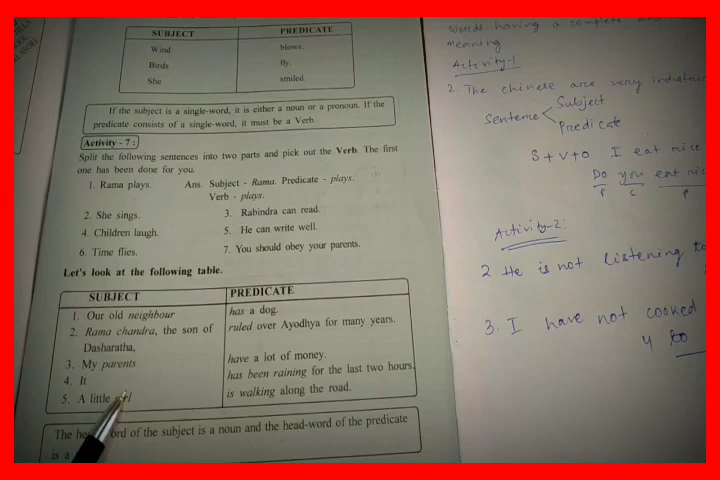 SUBJECT PREDICATE
Wind blows.
Birds fly.
She smiled.
If the subject is a single-word, it is either a noun or a pronoun. If the
predicate consists of a single-word, it must be a Verb.
Activity - 7 :
Split the following sentences into two parts and pick out the Verb. The first
one has been done for you.
1. Rama plays. Ans. Subject - Rama. Predicate - plays.
Verb - plays.
2. She sings. 3. Rabindra can read.
4. Children laugh. 5. He can write well.
6. Time flies. 7. You should obey your parents.
Let's look at the following table.
SUBJECT PREDICATE
1. Our old neighbour has a dog.
2. Rama chandra, the son of ruled over Ayodhya for many years.
Dasharatha,
3. My parents have a lot of money.
4. It has been raining for the last two hours.
5. A little girl is walking along the road.
The word of the subject is a noun and the head-word of the predicate
is a
words having a complete
meaning.
Activity-1
2. The chinese are very
Sentence Subject
Predicate
S + V + O I eat rice
Do you eat
P S P
Activity-2:
2 He is not listening to
3. I have not cooked
4